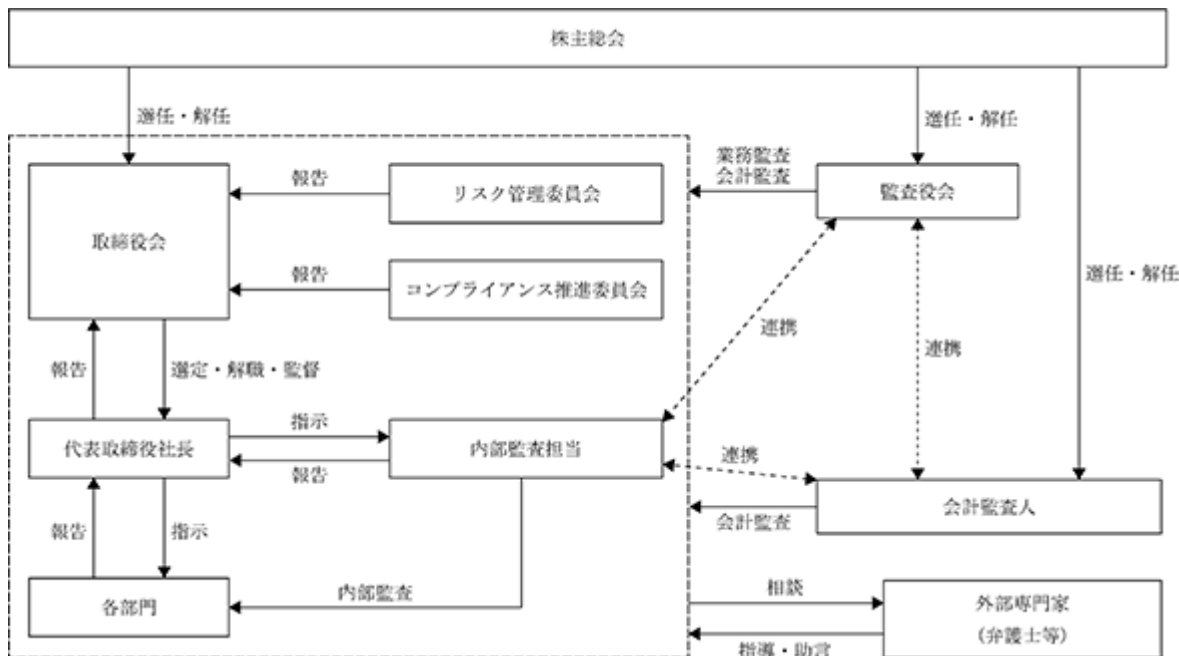 株主総会
選任・解任
選任・解任
業務監査
会計監査
報告
リスク管理委員会
監査役会
取締役会
選任・解任
報告
コンプライアンス推進委員会
連携
連携
報告
選定・解職・監督
指示
代表取締役社長
内部監査担当
報告
連携
会計監査人
会計監査
報告
指示
内部監査
各部門
相談
外部専門家
(弁護士等)
指導・助言